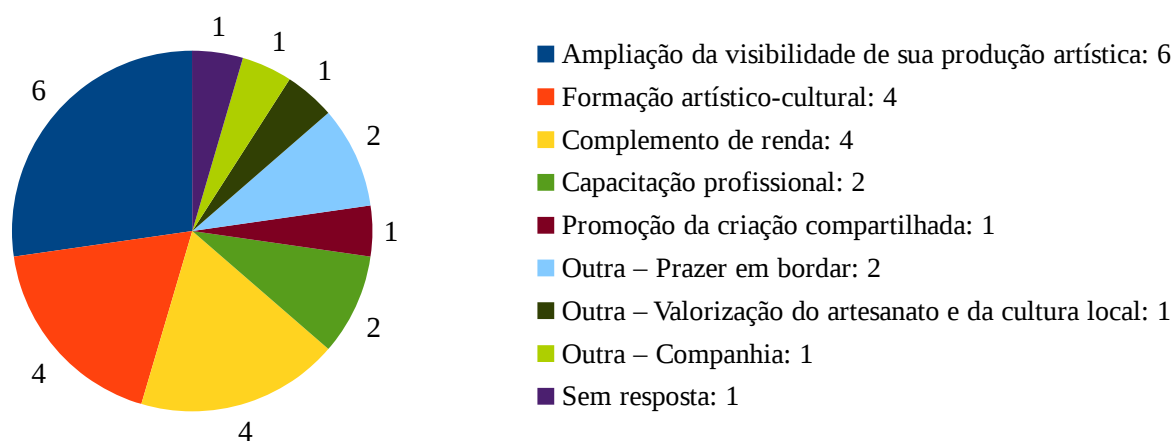 1
1
1
2
1
2
4
4
6
Ampliação da visibilidade de sua produção artística: 6
Formação artístico-cultural: 4
Complemento de renda: 4
Capacitação profissional: 2
Promoção da criação compartilhada: 1
Outra – Prazer em bordar: 2
Outra – Valorização do artesanato e da cultura local: 1
Outra – Companhia: 1
Sem resposta: 1